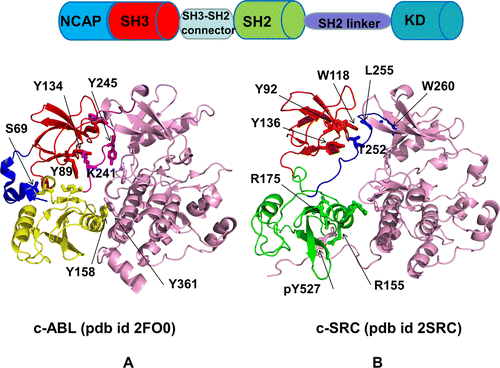 NCAP SH3 SH3-SH2 connector SH2 SH2 linker KD
Y134 Y245
S69
Y89 K241
Y158 Y361
c-ABL (pdb id 2FO0)
A
Y92 W118 L255 W260
Y136
T252
R175
pY527 R155
c-SRC (pdb id 2SRC)
B